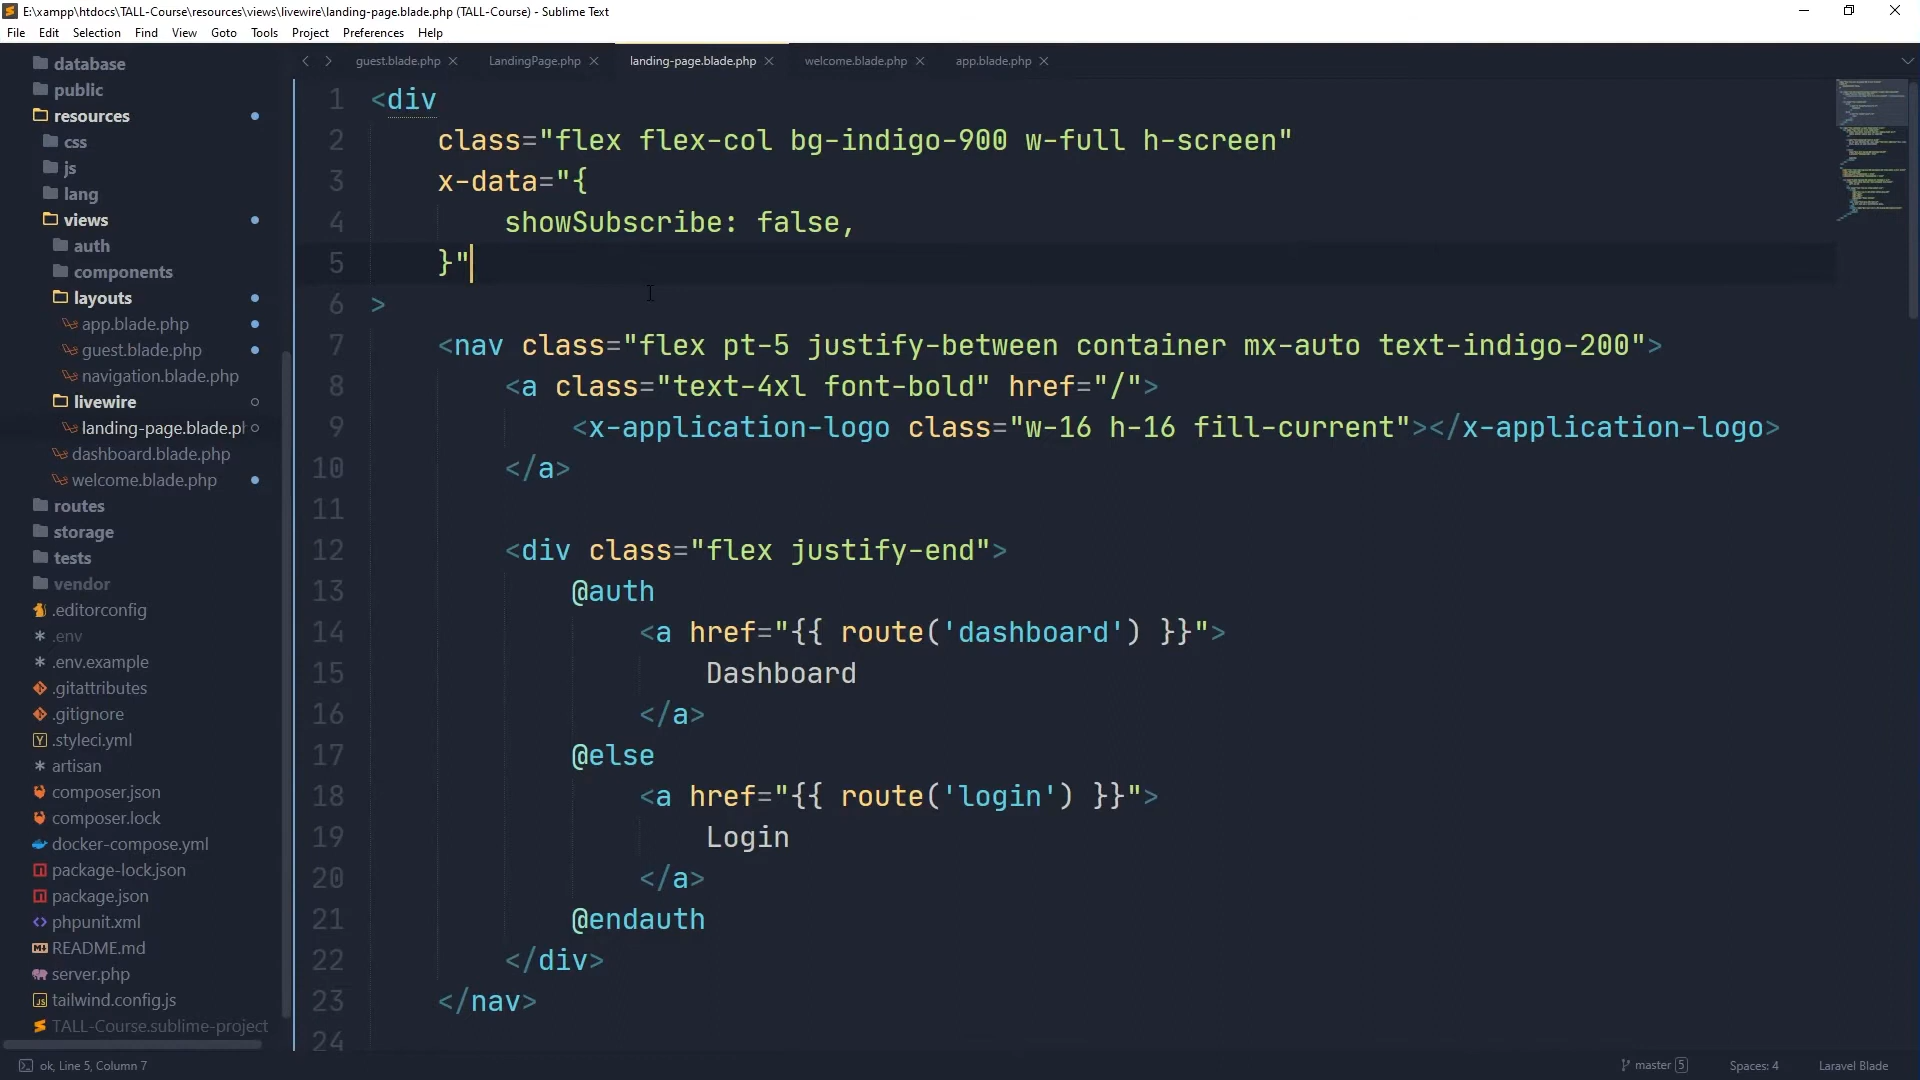 E:\xampp\htdocs\TALL-Course\resources\views\livewire\landing-page.blade.php (TALL-Course) - Sublime Text
File Edit Selection Find View Goto Tools Project Preferences Help
database
public
resources
css
js
lang
views
auth
components
layouts
app.blade.php
guest.blade.php
navigation.blade.php
livewire
landing-page.blade.ph
dashboard.blade.php
welcome.blade.php
routes
storage
tests
vendor
.editorconfig
.env
.env.example
.gitattributes
.gitignore
.styleci.yml
artisan
composer.json
composer.lock
docker-compose.yml
package-lock.json
package.json
phpunit.xml
README.md
server.php
tailwind.config.js
TALL-Course.sublime-project
guest.blade.php LandingPage.php landing-page.blade.php welcome.blade.php app.blade.php
1 <div
2 class="flex flex-col bg-indigo-900 w-full h-screen"
3 x-data="{
4 showSubscribe: false,
5 }"
6 >
7 <nav class="flex pt-5 justify-between container mx-auto text-indigo-200">
8 <a class="text-4xl font-bold" href="/">
9 <x-application-logo class="w-16 h-16 fill-current"></x-application-logo>
10 </a>
11
12 <div class="flex justify-end">
13 @auth
14 <a href="{{ route('dashboard') }}">
15 Dashboard
16 </a>
17 @else
18 <a href="{{ route('login') }}">
19 Login
20 </a>
21 @endauth
22 </div>
23 </nav>
24
ok, Line 5, Column 7 master 5 Spaces: 4 Laravel Blade